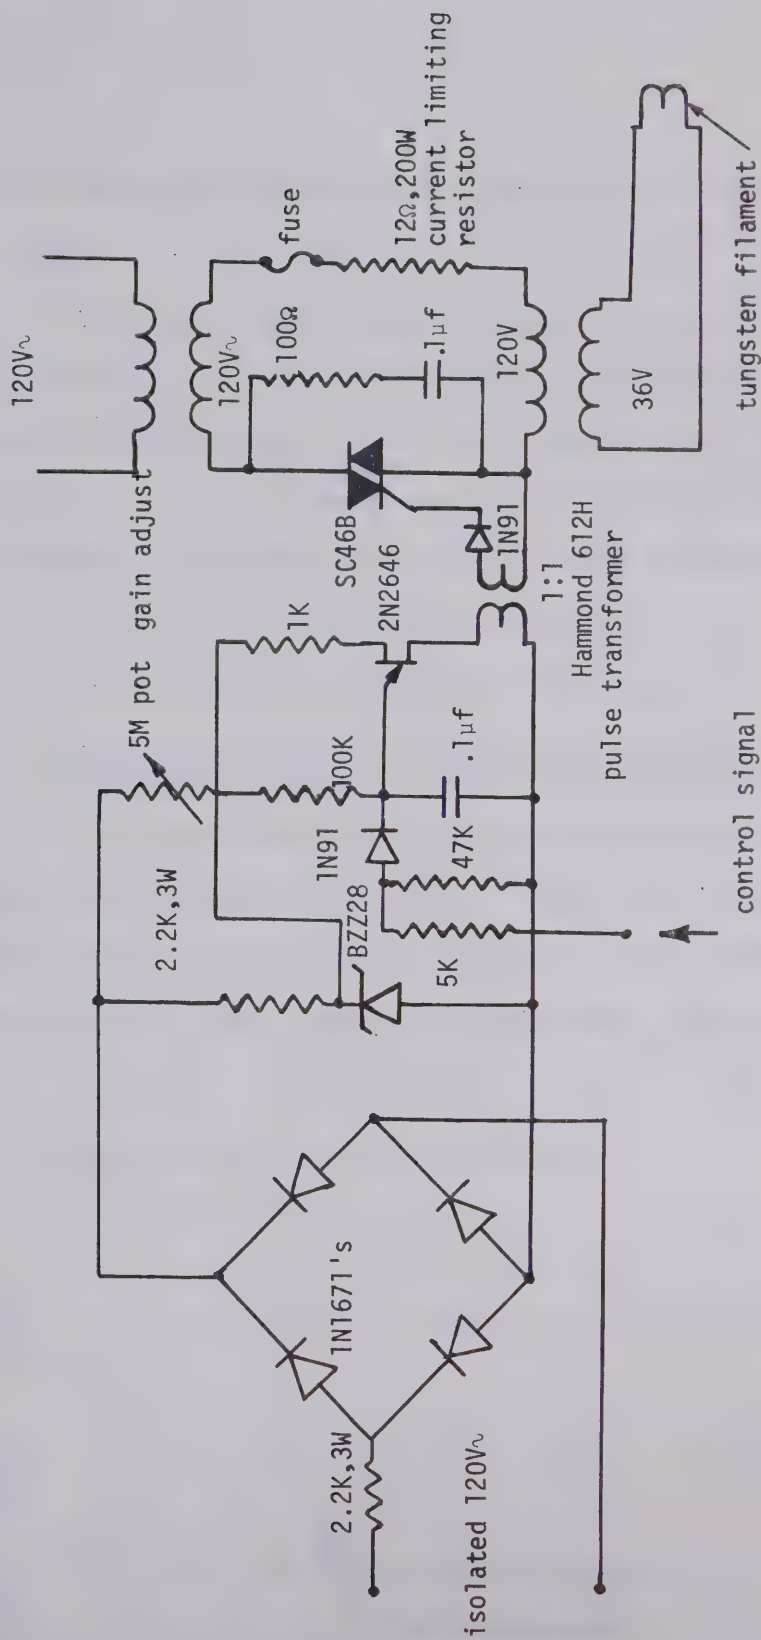 120V~
5M pot gain adjust
2.2K,3W
1K
120V~
fuse
100Ω
.1μf
12Ω,200W
current limiting
resistor
SC46B
2N2646
1N91
100K
1N91
BZZ28
.1μf
47K
5K
1N671's
2.2K,3W
isolated 120V~
1:1
Hammond 612H
pulse transformer
120V
36V
control signal
tungsten filament